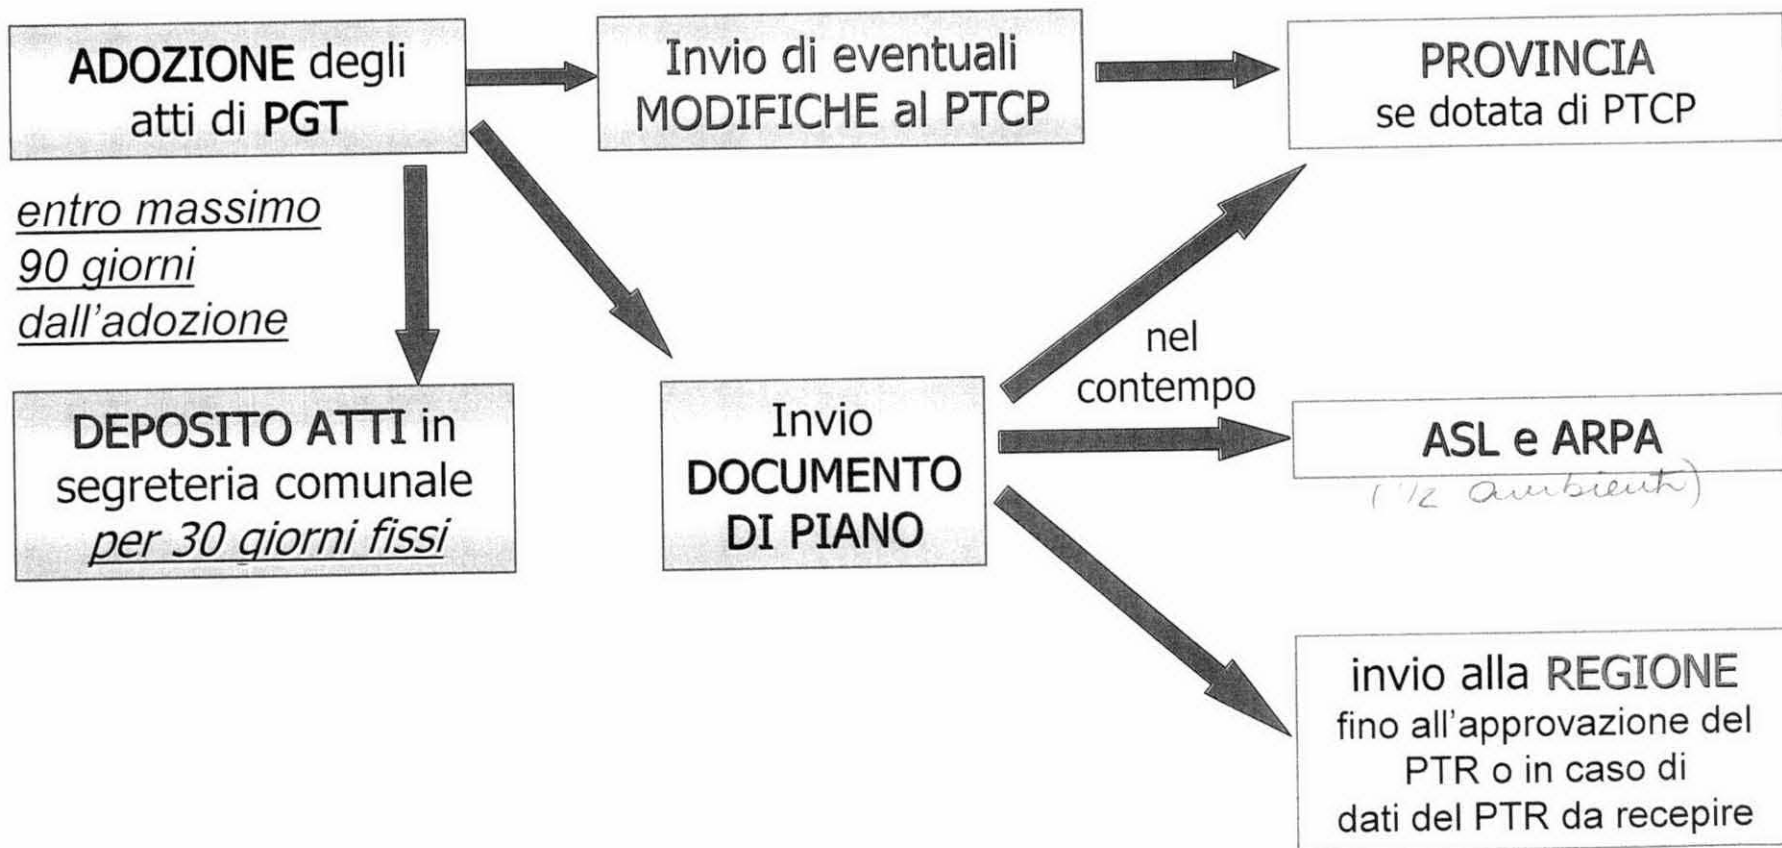 ADOZIONE degli
atti di PGT
Invio di eventuali
MODIFICHE al PTCP
PROVINCIA
se dotata di PTCP
entro massimo
90 giorni
dall'adozione
nel
contempo
DEPOSITO ATTI in
segreteria comunale
per 30 giorni fissi
Invio
DOCUMENTO
DI PIANO
ASL e ARPA
invio alla REGIONE
fino all'approvazione del
PTR o in caso di
dati del PTR da recepire